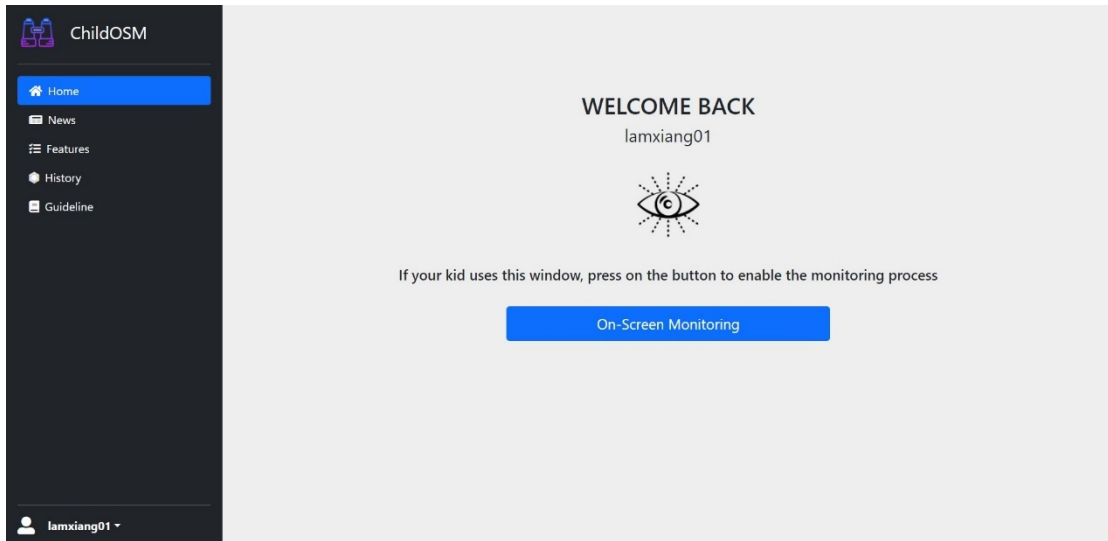 ChildOSM
Home
News
Features
History
Guideline
lamxiang01
WELCOME BACK
lamxiang01
If your kid uses this window, press on the button to enable the monitoring process
On-Screen Monitoring